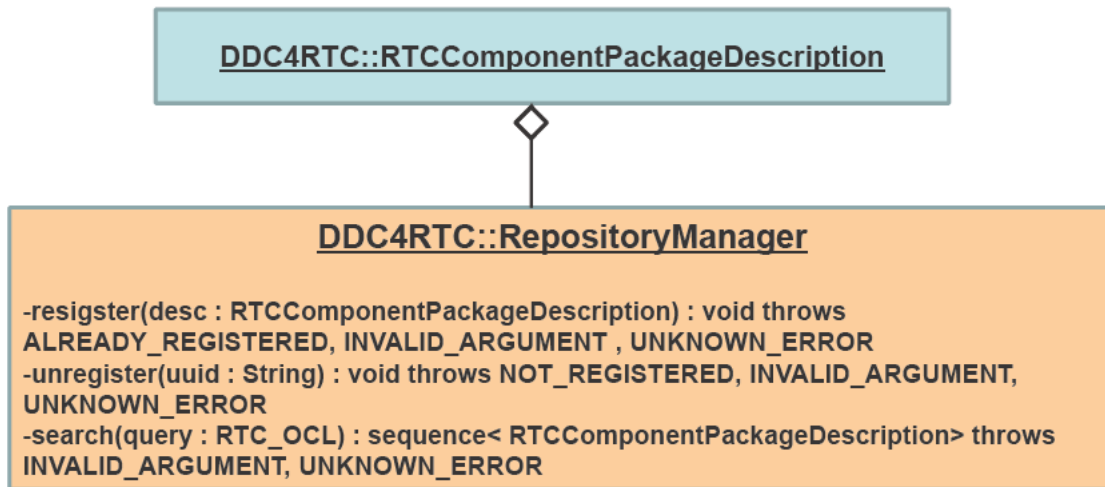 DDC4RTC::RTCComponentPackageDescription
DDC4RTC::RepositoryManager
-resigster(desc : RTCComponentPackageDescription) : void throws
ALREADY_REGISTERED, INVALID_ARGUMENT , UNKNOWN_ERROR
-unregister(uuid : String) : void throws NOT_REGISTERED, INVALID_ARGUMENT,
UNKNOWN_ERROR
-search(query : RTC_OCL) : sequence< RTCComponentPackageDescription> throws
INVALID_ARGUMENT, UNKNOWN_ERROR